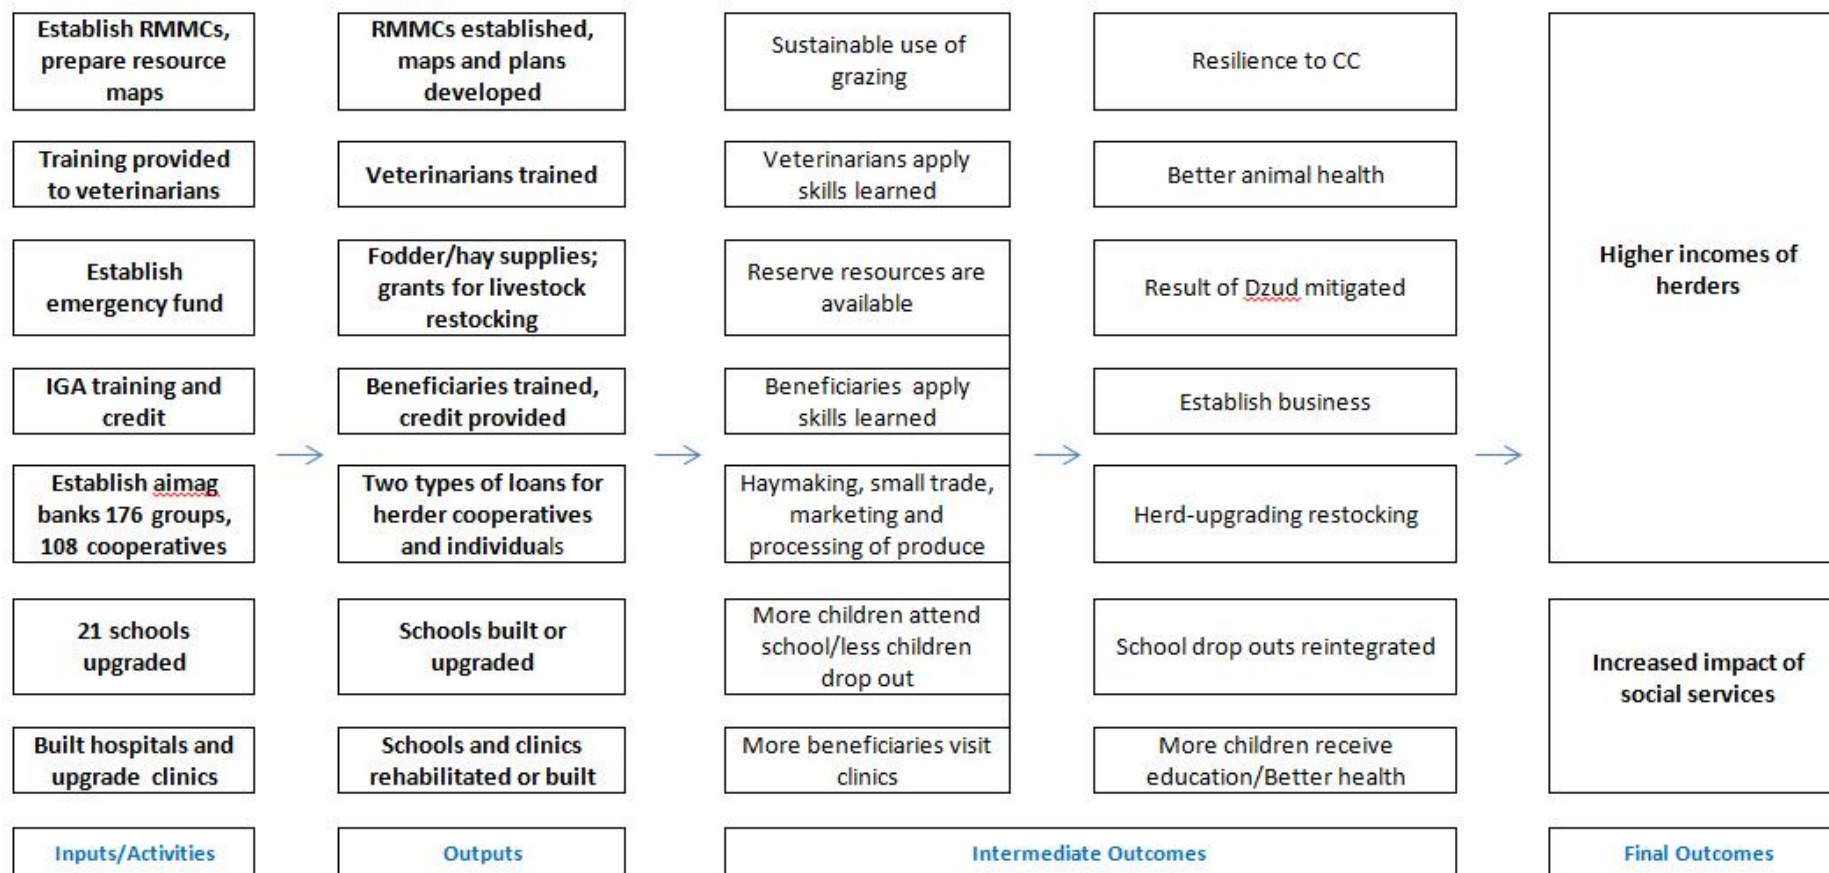 Establish RMMCs,
prepare resource
maps
RMMCs established,
maps and plans
developed
Sustainable use of
grazing
Resilience to CC
Training provided
to veterinarians
Veterinarians trained
Veterinarians apply
skills learned
Better animal health
Establish
emergency fund
Fodder/hay supplies;
grants for livestock
restocking
Reserve resources are
available
Result of Dzud mitigated
Higher incomes of
herders
IGA training and
credit
Beneficiaries trained,
credit provided
Beneficiaries apply
skills learned
Establish business
Establish aimag
banks 176 groups,
108 cooperatives
Two types of loans for
herder cooperatives
and individuals
Haymaking, small trade,
marketing and
processing of produce
Herd-upgrading restocking
21 schools
upgraded
Schools built or
upgraded
More children attend
school/less children
drop out
School drop outs reintegrated
Increased impact of
social services
Built hospitals and
upgrade clinics
Schools and clinics
rehabilitated or built
More beneficiaries visit
clinics
More children receive
education/Better health
Inputs/Activities
Outputs
Intermediate Outcomes
Final Outcomes